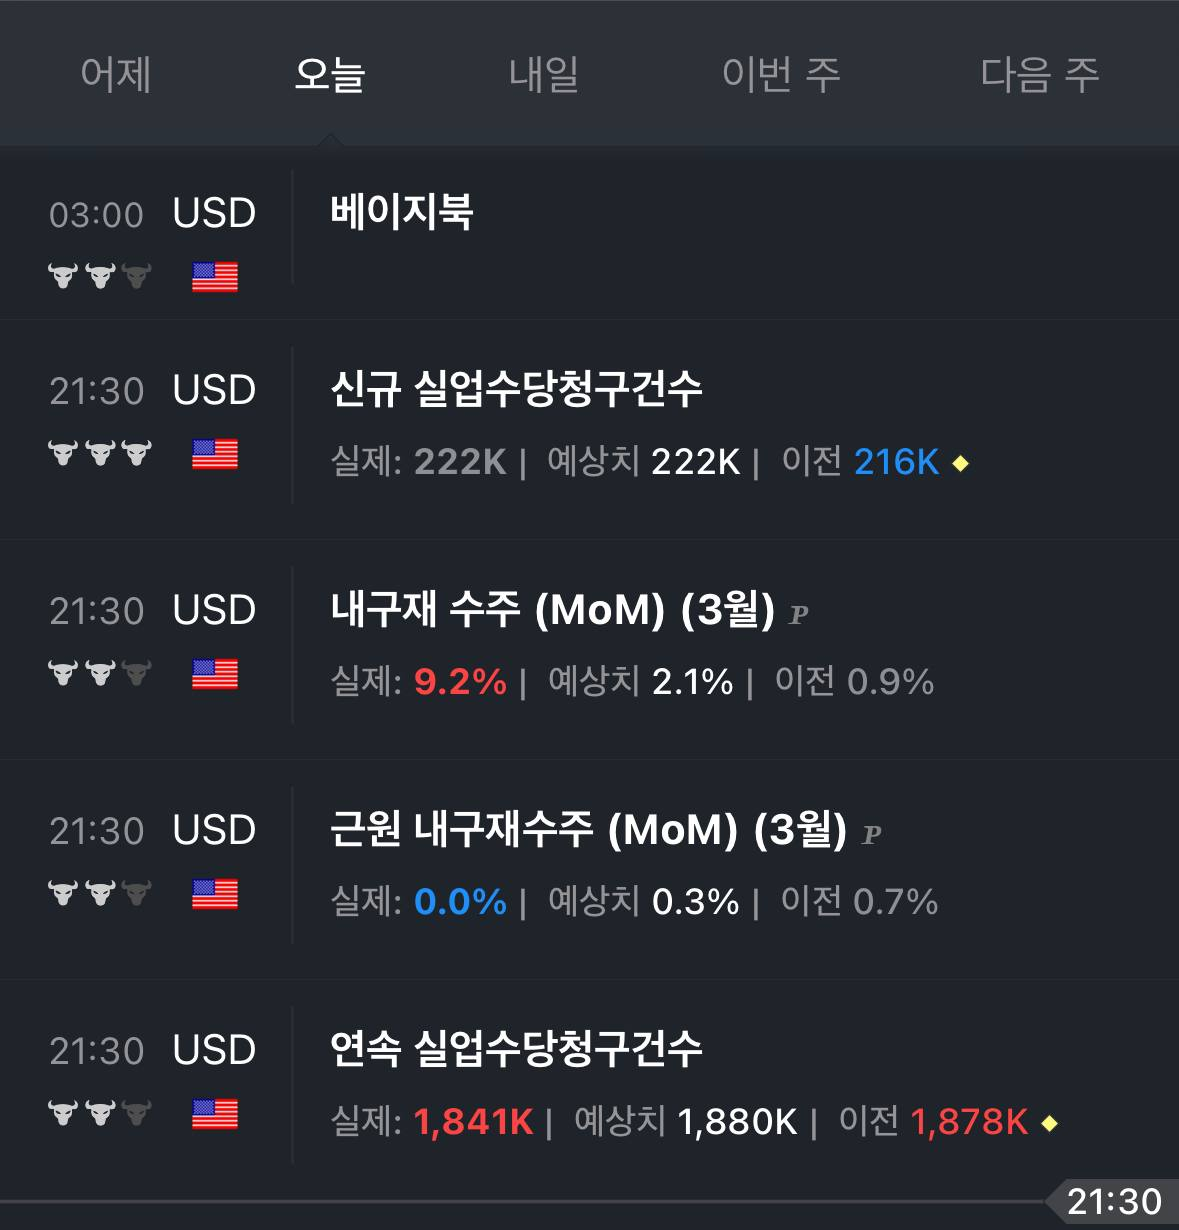 어제 오늘 내일 이번 주 다음 주
03:00 USD 베이지북
21:30 USD 신규 실업수당청구건수
실제: 222K | 예상치 222K | 이전 216K
21:30 USD 내구재 수주 (MoM) (3월) P
실제: 9.2% | 예상치 2.1% | 이전 0.9%
21:30 USD 근원 내구재수주 (MoM) (3월) P
실제: 0.0% | 예상치 0.3% | 이전 0.7%
21:30 USD 연속 실업수당청구건수
실제: 1,841K | 예상치 1,880K | 이전 1,878K
21:30